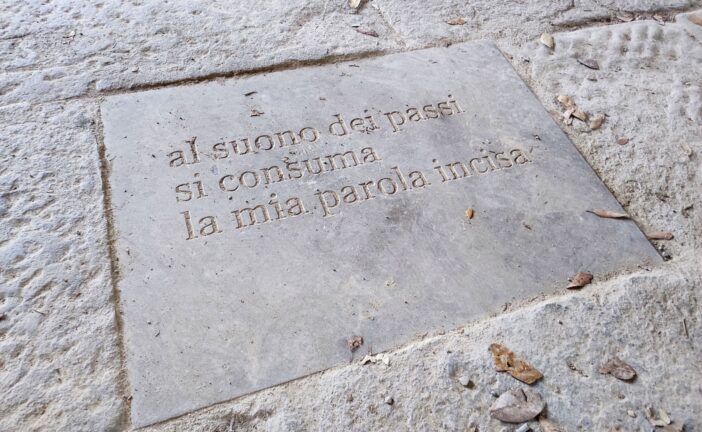 al suono dei passi
si consuma
la mia parola incisa